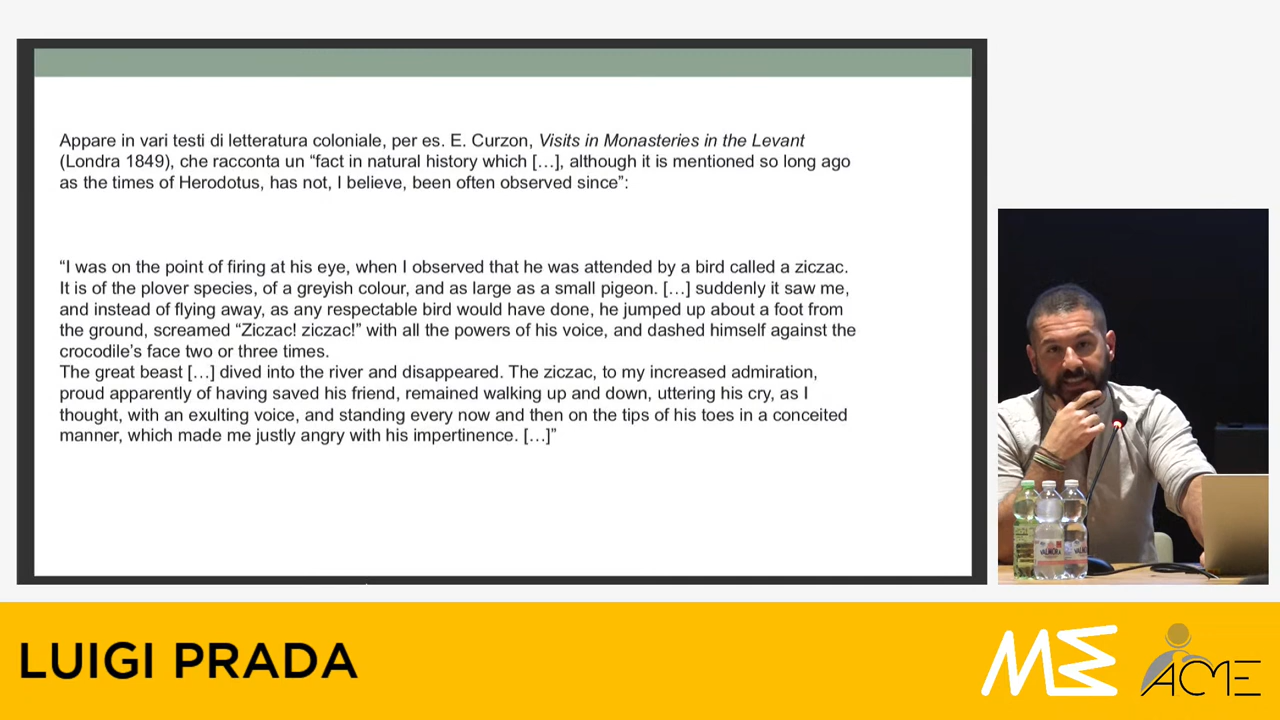 Appare in vari testi di letteratura coloniale, per es. E. Curzon, Visits in Monasteries in the Levant
(Londra 1849), che racconta un “fact in natural history which […], although it is mentioned so long ago
as the times of Herodotus, has not, I believe, been often observed since”:
“I was on the point of firing at his eye, when I observed that he was attended by a bird called a ziczac.
It is of the plover species, of a greyish colour, and as large as a small pigeon. […] suddenly it saw me,
and instead of flying away, as any respectable bird would have done, he jumped up about a foot from
the ground, screamed “Ziczac! ziczac!” with all the powers of his voice, and dashed himself against the
crocodile’s face two or three times.
The great beast […] dived into the river and disappeared. The ziczac, to my increased admiration,
proud apparently of having saved his friend, remained walking up and down, uttering his cry, as I
thought, with an exulting voice, and standing every now and then on the tips of his toes in a conceited
manner, which made me justly angry with his impertinence. […]”
VALMORA
LUIGI PRADA
ACME